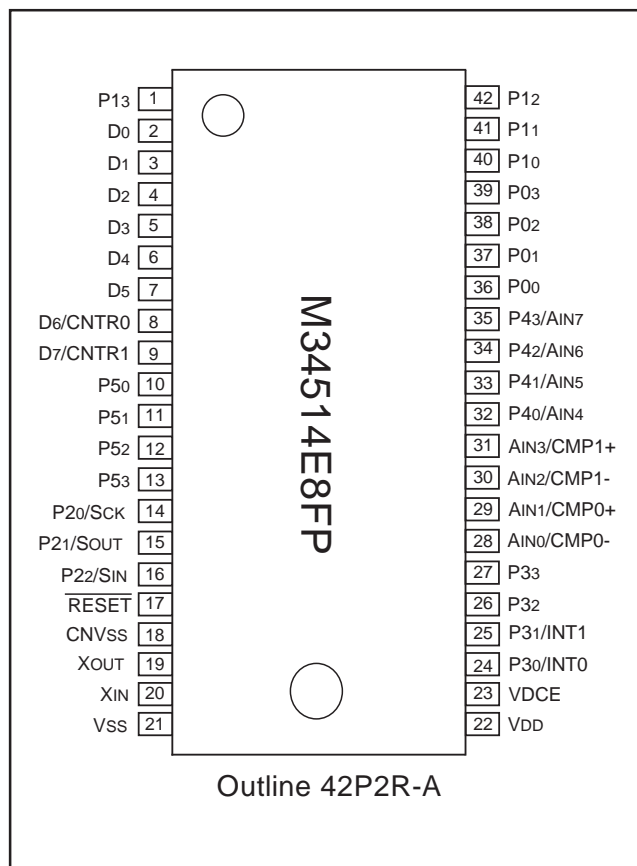 P13 1
D0 2
D1 3
D2 4
D3 5
D4 6
D5 7
D6/CNTR0 8
D7/CNTR1 9
P50 10
P51 11
P52 12
P53 13
P20/SCK 14
P21/SOUT 15
P22/SIN 16
RESET 17
CNVSS 18
XOUT 19
XIN 20
VSS 21
M34514E8FP
42 P12
41 P11
40 P10
39 P03
38 P02
37 P01
36 P00
35 P43/AIN7
34 P42/AIN6
33 P41/AIN5
32 P40/AIN4
31 AIN3/CMP1+
30 AIN2/CMP1-
29 AIN1/CMP0+
28 AIN0/CMP0-
27 P33
26 P32
25 P31/INT1
24 P30/INT0
23 VDCE
22 VDD
Outline 42P2R-A